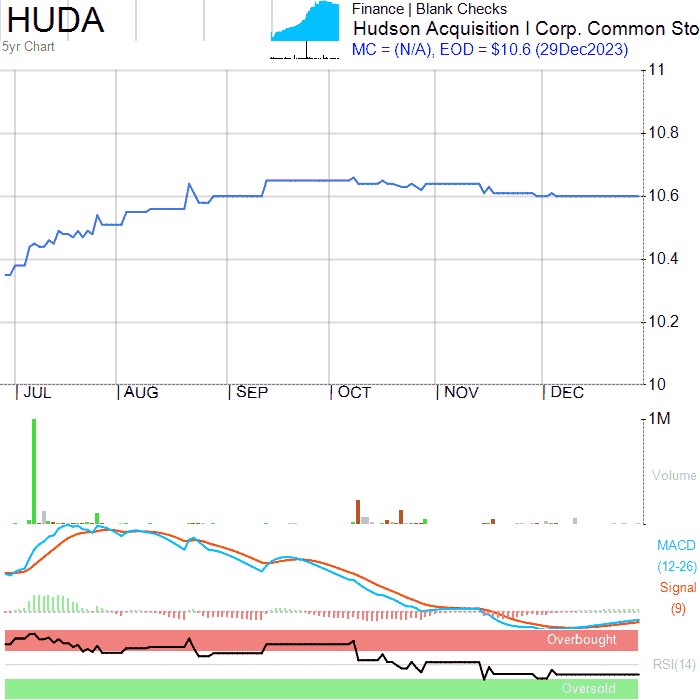 HUDA
5yr Chart
Finance | Blank Checks
Hudson Acquisition I Corp. Common Sto
MC = (N/A), EOD = $10.6 (29Dec2023)
11
10.8
10.6
10.4
10.2
10
| JUL | AUG | SEP | OCT | NOV | DEC
1M
Volume
MACD
(12-26)
Signal
(9)
Overbought
RSI(14)
Oversold